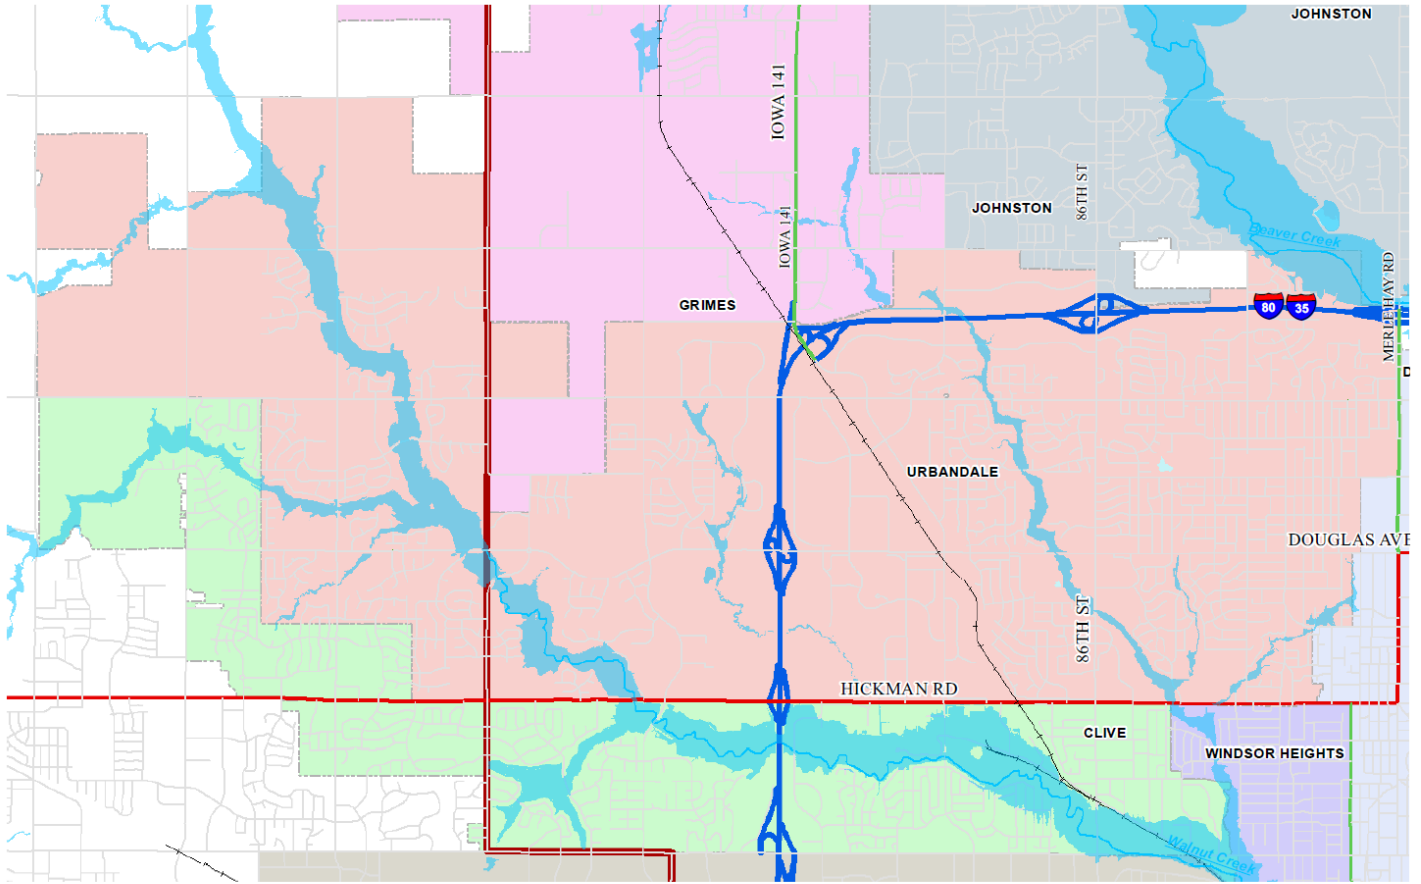 JOHNSTON
IOWA 141
86TH ST
JOHNSTON
IOWA 141
Beaver Creek
MERLE HAY RD
GRIMES
80
35
D
URBANDALE
DOUGLAS AVE
86TH ST
HICKMAN RD
CLIVE
WINDSOR HEIGHTS
Walnut Creek